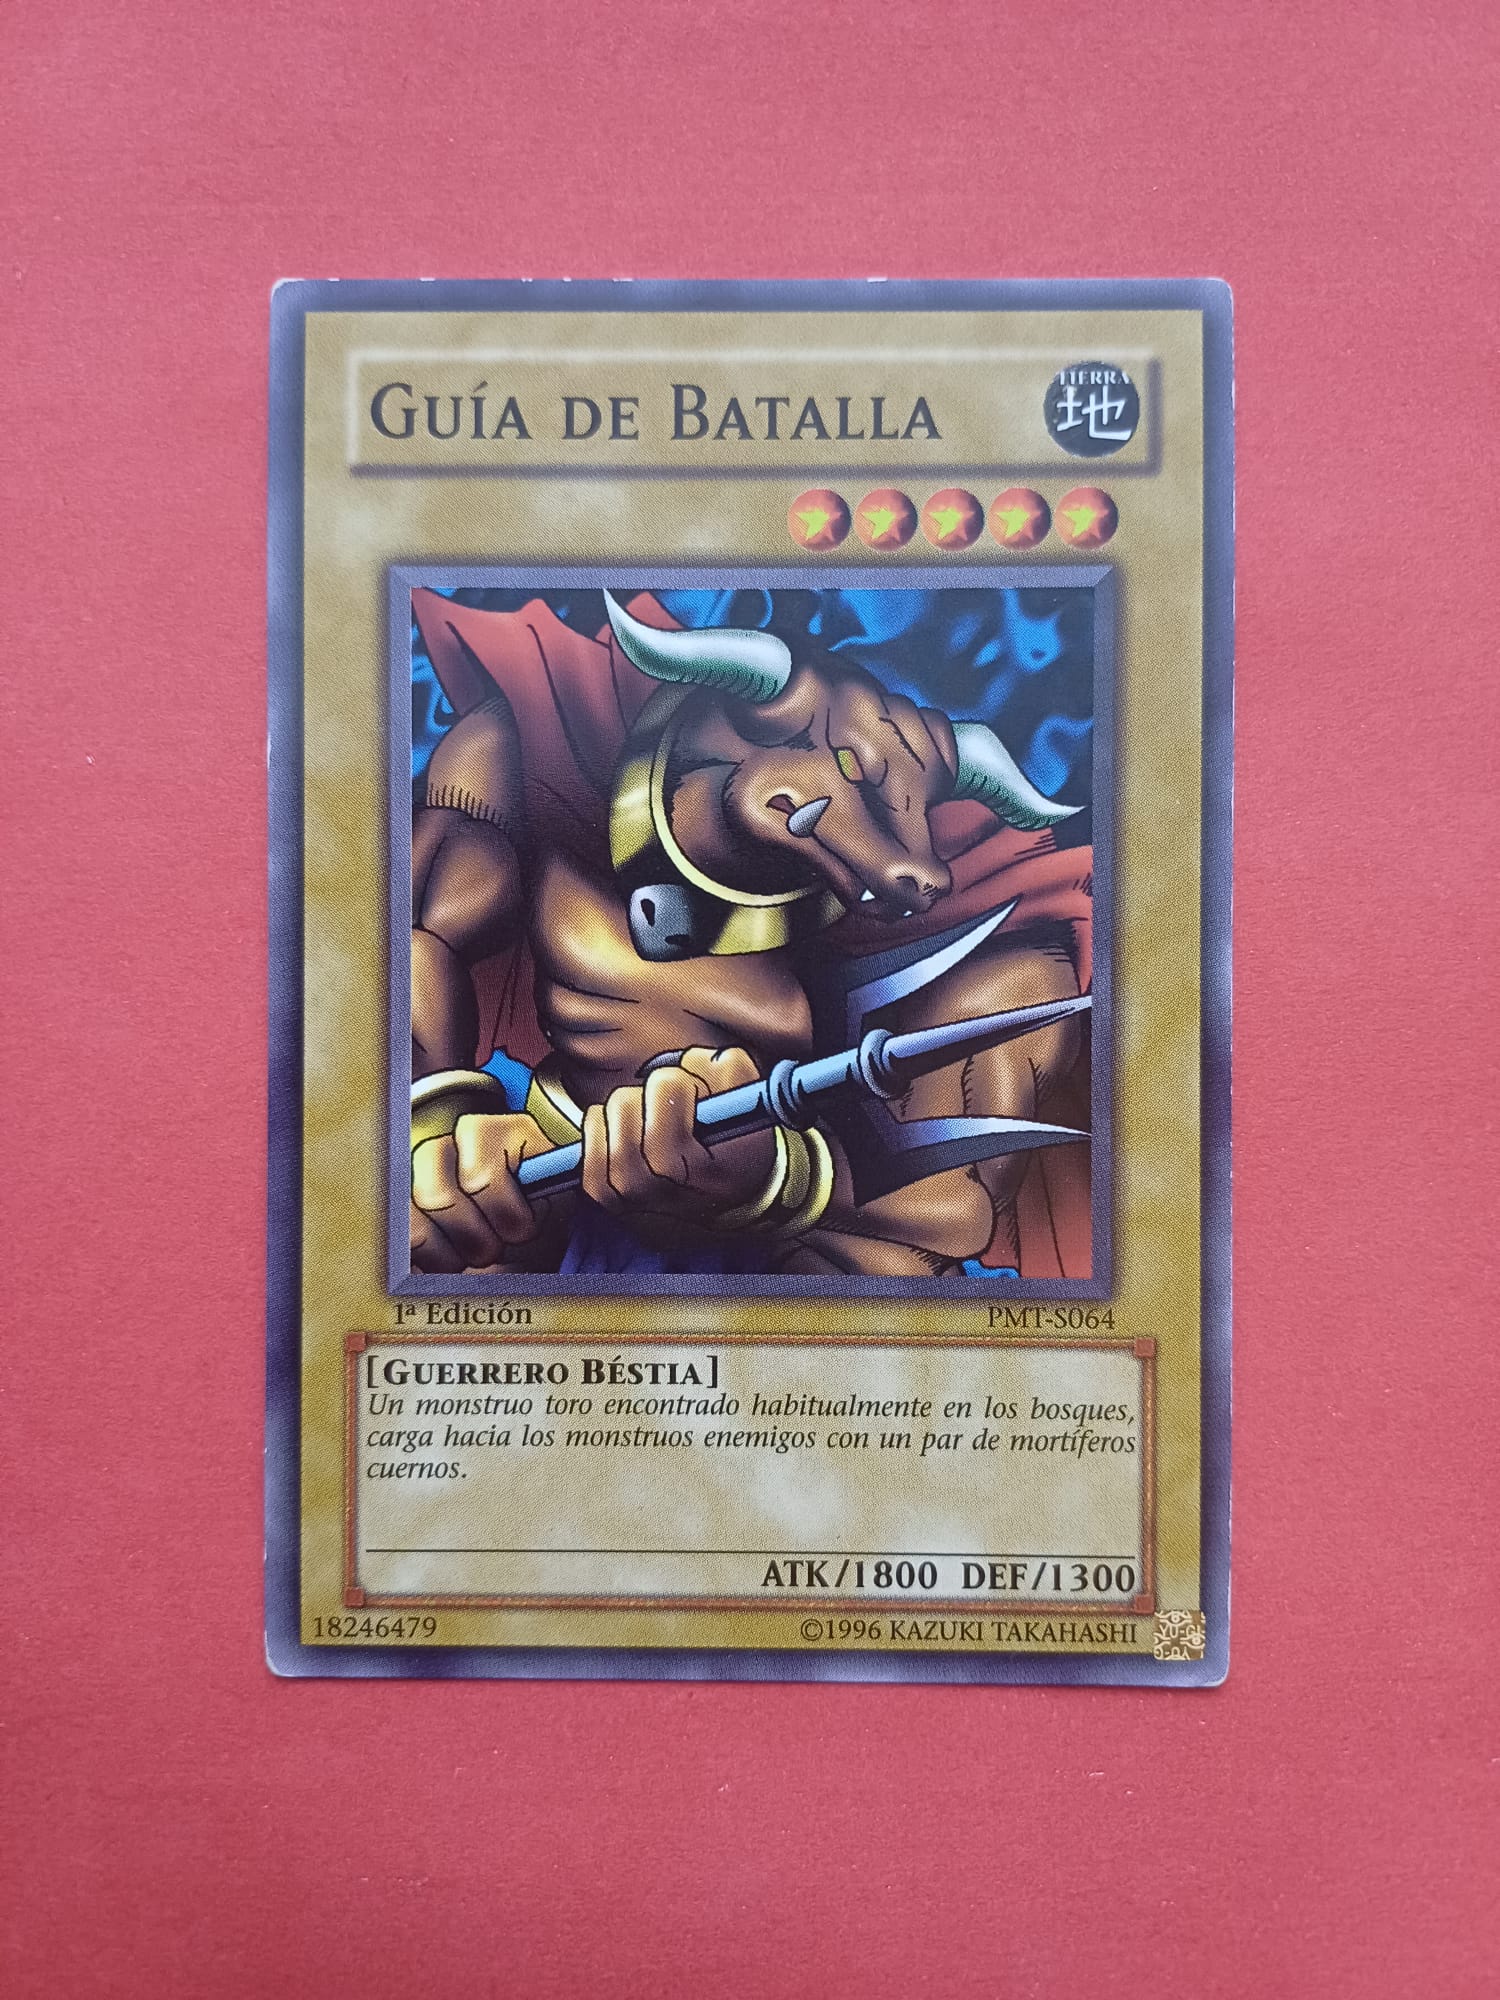 GUÍA DE BATALLA
TIERRA
地
1ª Edición
PMT-S064
[GUERRERO BÉSTIA]
Un monstruo toro encontrado habitualmente en los bosques,
carga hacia los monstruos enemigos con un par de mortíferos
cuernos.
ATK/1800 DEF/1300
18246479
©1996 KAZUKI TAKAHASHI